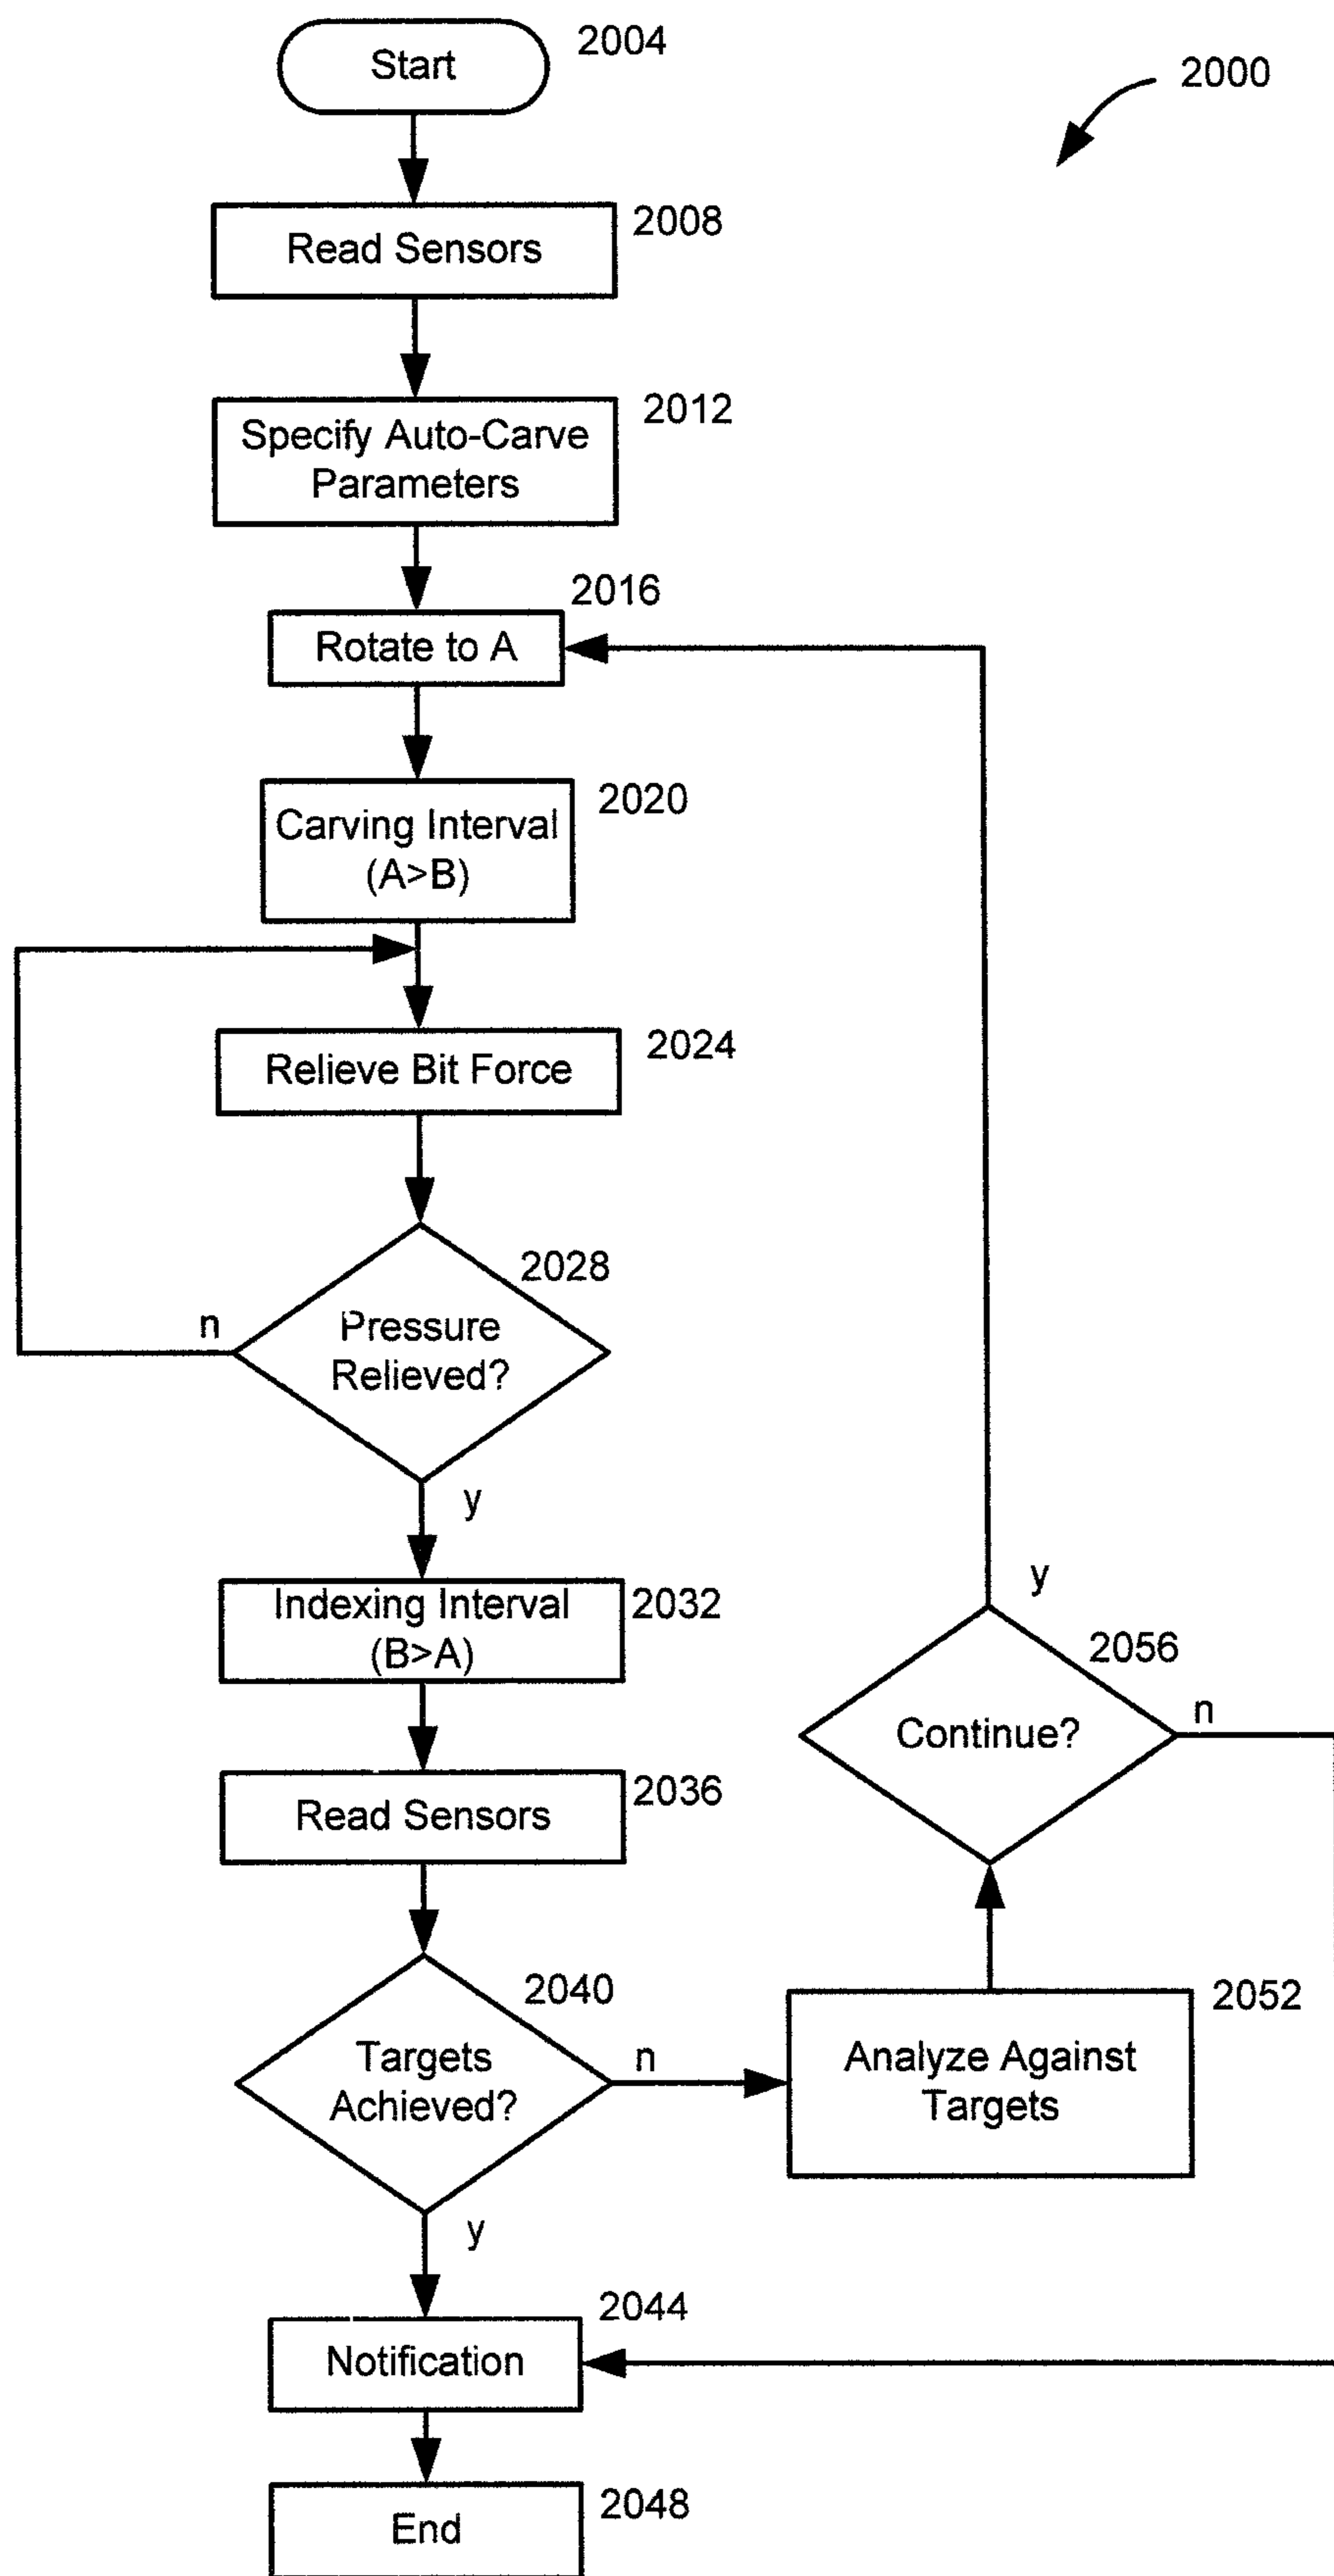 Start
2004
2000
Read Sensors
2008
Specify Auto-Carve
Parameters
2012
Rotate to A
2016
Carving Interval
(A>B)
2020
Relieve Bit Force
2024
Pressure
Relieved?
2028
n
y
Indexing Interval
(B>A)
2032
Read Sensors
2036
Targets
Achieved?
2040
n
y
Analyze Against
Targets
2052
Continue?
2056
y
n
Notification
2044
End
2048